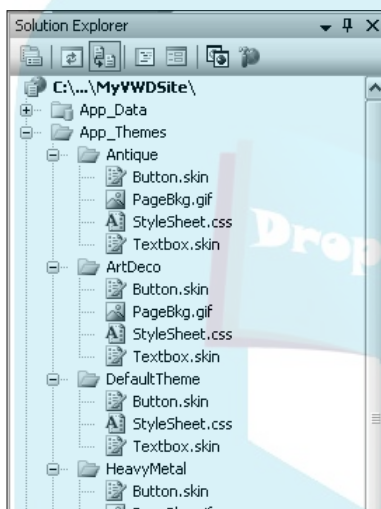 Solution Explorer
C:\...\MyVWDSite\
App_Data
App_Themes
Antique
Button.skin
PageBkg.gif
StyleSheet.css
Textbox.skin
ArtDeco
Button.skin
PageBkg.gif
StyleSheet.css
Textbox.skin
DefaultTheme
Button.skin
StyleSheet.css
Textbox.skin
HeavyMetal
Button.skin
Drop